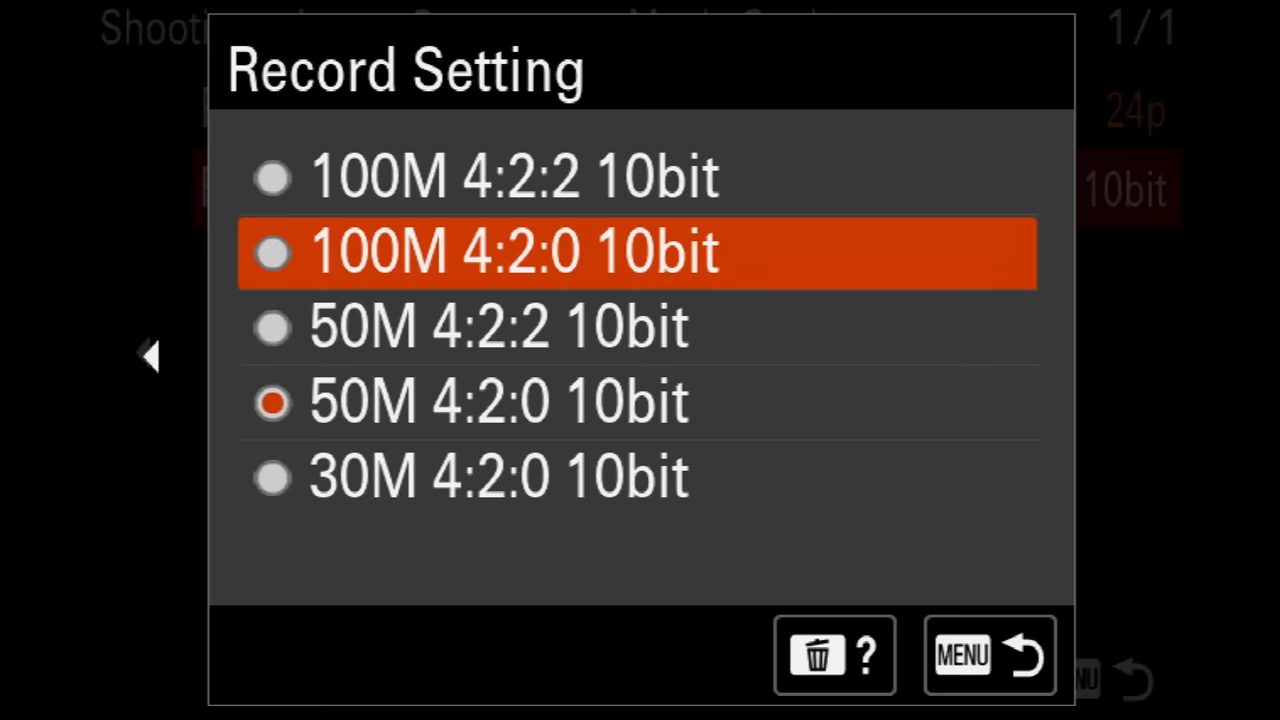 1/1
Record Setting
24p
100M 4:2:2 10bit
10bit
100M 4:2:0 10bit
50M 4:2:2 10bit
50M 4:2:0 10bit
30M 4:2:0 10bit
?
MENU